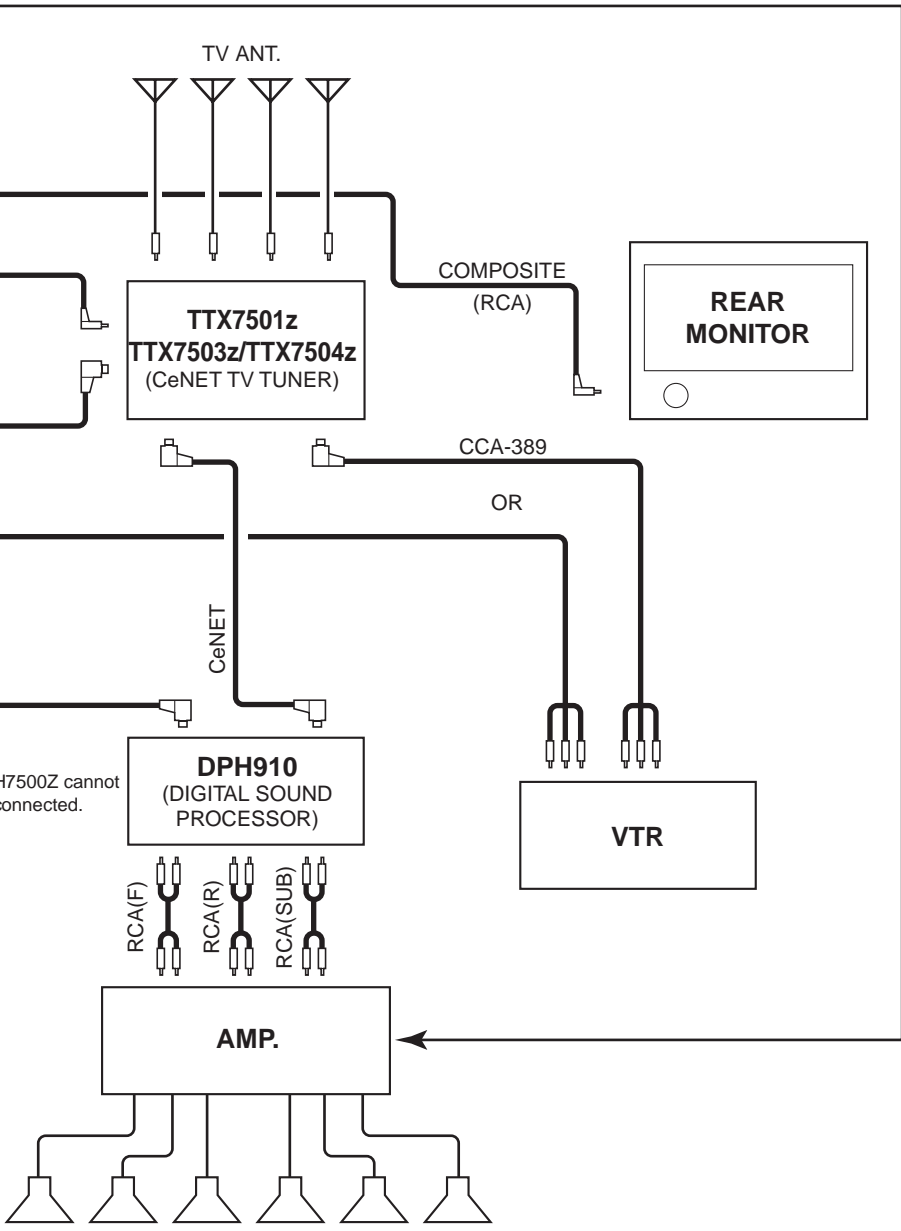 TV ANT.
COMPOSITE
(RCA)
REAR
MONITOR
TTX7501z
TTX7503z/TTX7504z
(CeNET TV TUNER)
CCA-389
OR
CeNET
H7500Z cannot
connected.
DPH910
(DIGITAL SOUND
PROCESSOR)
VTR
RCA(F)
RCA(R)
RCA(SUB)
AMP.